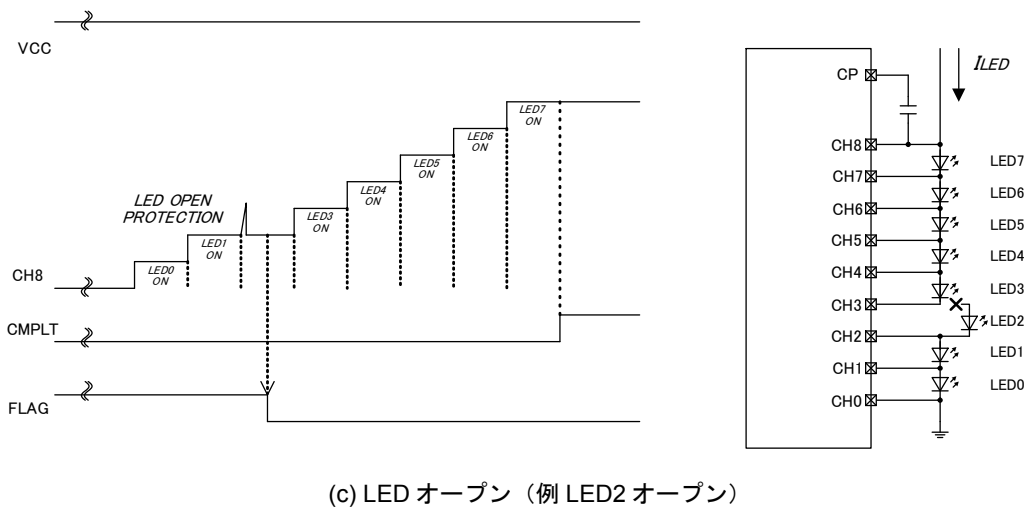 VCC
LED OPEN
PROTECTION
LED0
ON
LED1
ON
LED3
ON
LED4
ON
LED5
ON
LED6
ON
LED7
ON
CH8
CMPLT
FLAG
ILED
CP
CH8
CH7
CH6
CH5
CH4
CH3
CH2
CH1
CH0
LED7
LED6
LED5
LED4
LED3
LED2
LED1
LED0
(c) LED オープン（例 LED2 オープン）